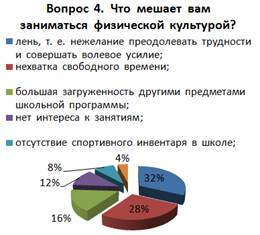 Вопрос 4. Что мешает вам
заниматься физической культурой?
лень, т. е. нежелание преодолевать трудности
и совершать волевое усилие;
нехватка свободного времени;
большая загруженность другими предметами
школьной программы;
нет интереса к занятиям;
отсутствие спортивного инвентаря в школе;
4%
8%
32%
12%
16%
28%